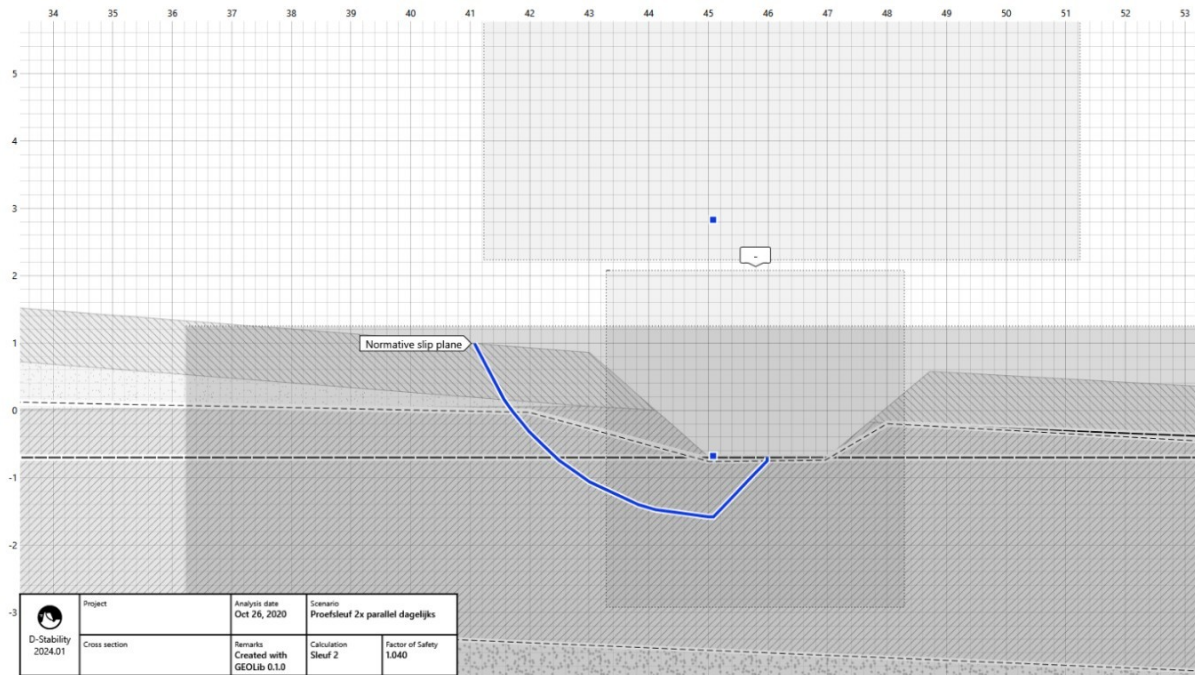 34 35 36 37 38 39 40 41 42 43 44 45 46 47 48 49 50 51 52 53
5
4
3
2
-
1
Normative slip plane
0
-1
-2
-3
D-Stability
2024.01
Project
Analysis date
Oct 26, 2020
Scenario
Proefsleuf 2x parallel dagelijks
Cross section
Remarks
Created with
GEOLib 0.1.0
Calculation
Sleuf 2
Factor of Safety
1.040